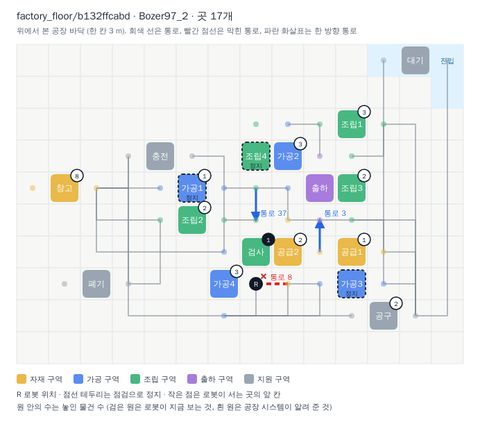 factory_floor/b132ffcabd · Bozer97_2 · 곳 17개
위에서 본 공장 바닥 (한 칸 3 m). 회색 선은 통로, 빨간 점선은 막힌 통로, 파란 화살표는 한 방향 통로
대기
진입
3
조립1
충전
조립4
정지
3
가공2
8
창고
1
가공1
정지
출하
2
조립3
2
조립2
통로 37
통로 3
1
검사
2
공급2
1
공급1
폐기
3
가공4
R
✖ 통로 8
가공3
정지
2
공구
자재 구역
가공 구역
조립 구역
출하 구역
지원 구역
R 로봇 위치 · 점선 테두리는 점검으로 정지 · 작은 점은 로봇이 서는 곳의 앞 칸
원 안의 수는 놓인 물건 수 (검은 원은 로봇이 지금 보는 것, 흰 원은 공장 시스템이 알려 준 것)